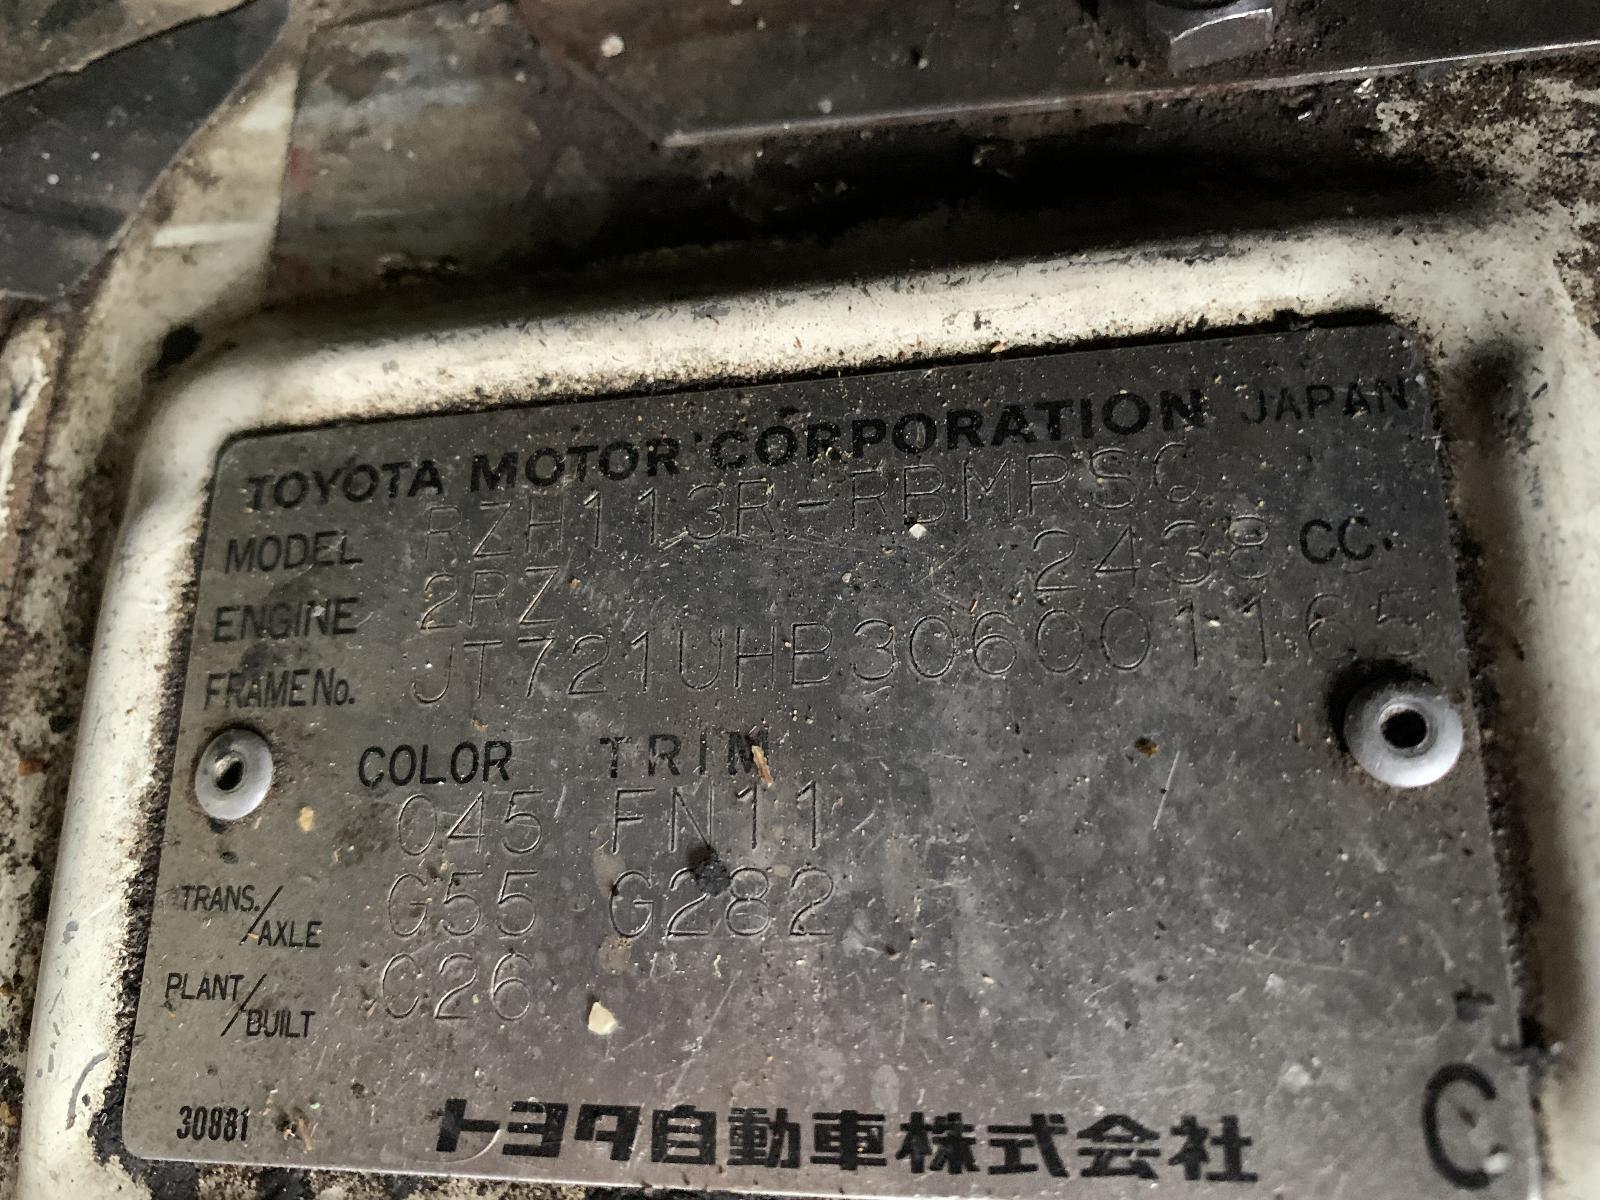 TOYOTA MOTOR CORPORATION JAPAN
MODEL RZH113R-RBMRSQ
ENGINE 2RZ 2438 CC.
FRAME No. JT721UHB306001165
COLOR TRIM
045 FN11
TRANS./AXLE G55 G282
PLANT/BUILT C26
30881 トヨタ自動車株式会社 C